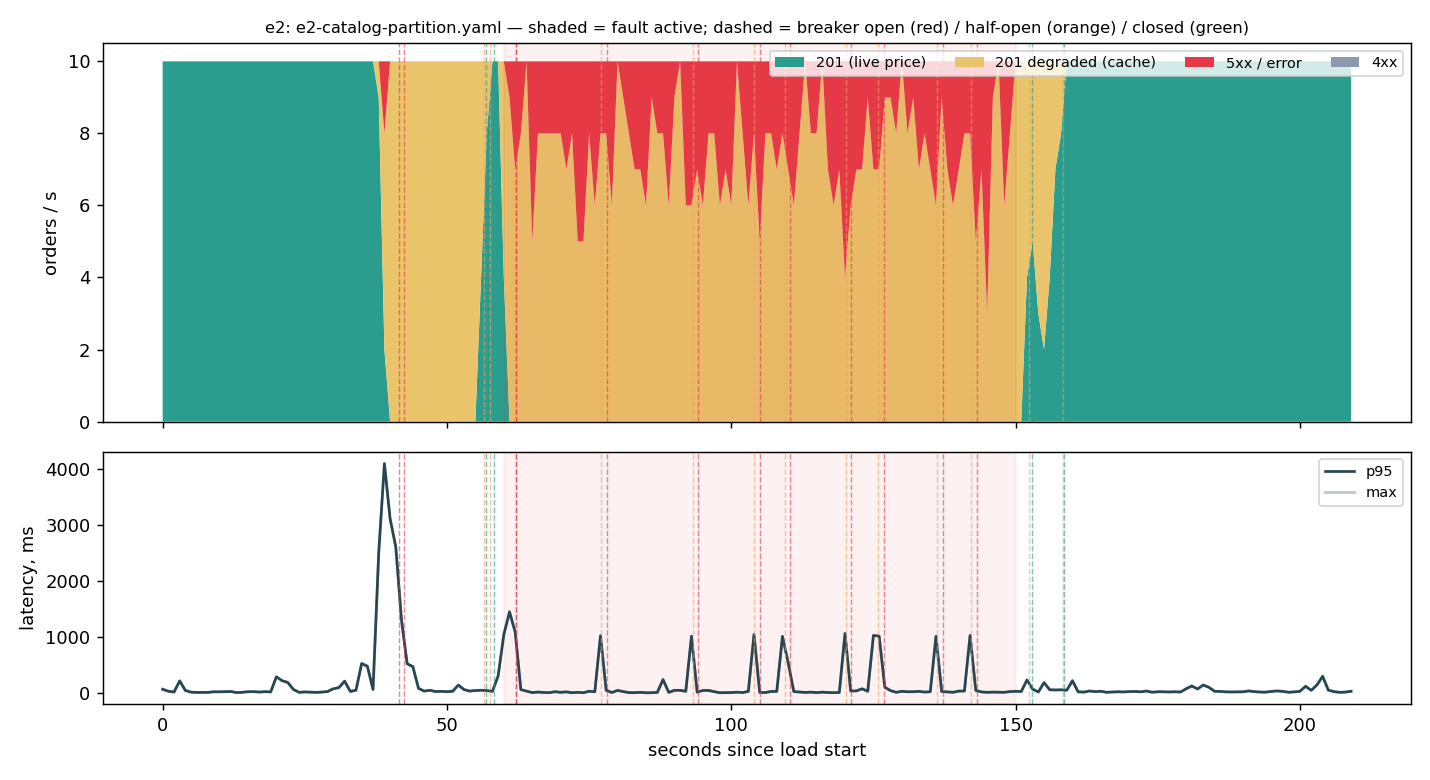 e2: e2-catalog-partition.yaml — shaded = fault active; dashed = breaker open (red) / half-open (orange) / closed (green)
201 (live price)
201 degraded (cache)
5xx / error
4xx
orders / s
10
8
6
4
2
0
p95
max
latency, ms
4000
3000
2000
1000
0
0
50
100
150
200
seconds since load start